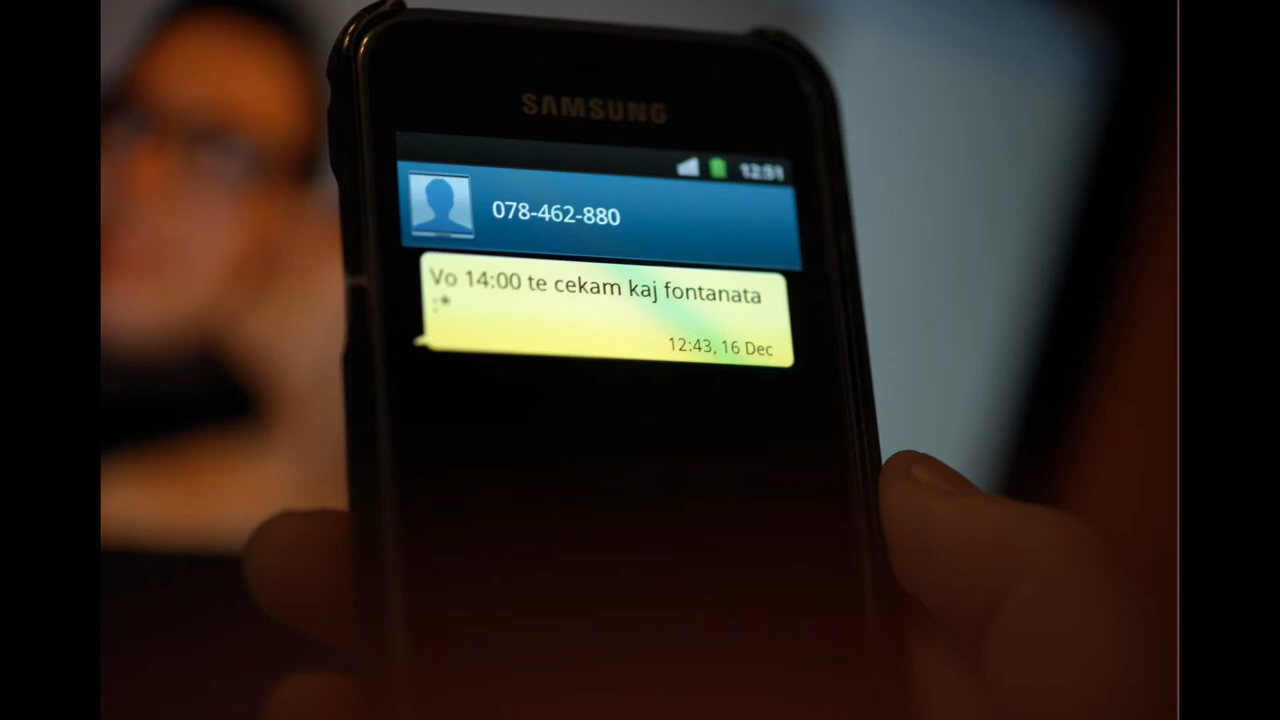 SAMSUNG
12:51
078-462-880
Vo 14:00 te cekam kaj fontanata
:*
12:43, 16 Dec